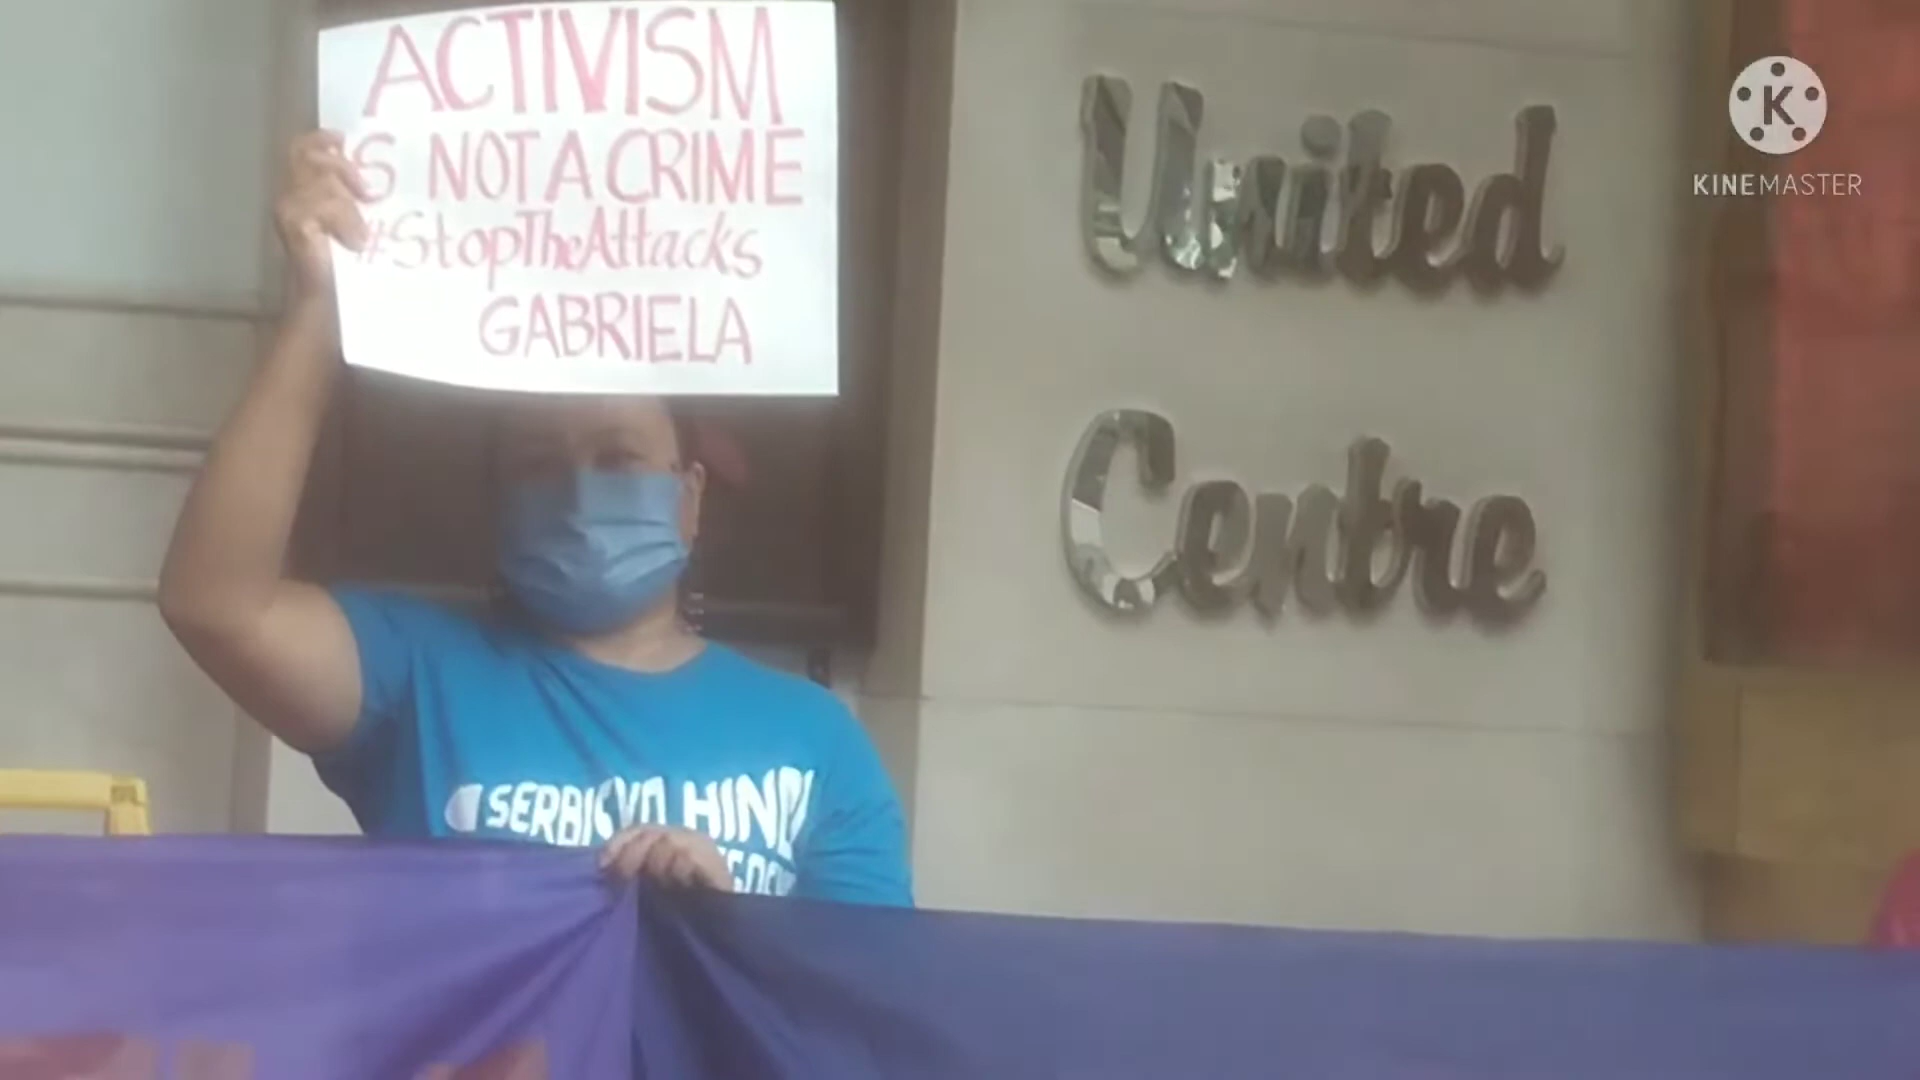 ACTIVISM
IS NOT A CRIME
#StopTheAttacks
GABRIELA
United
Centre
K
KINEMASTER
SERBISYO HINDI